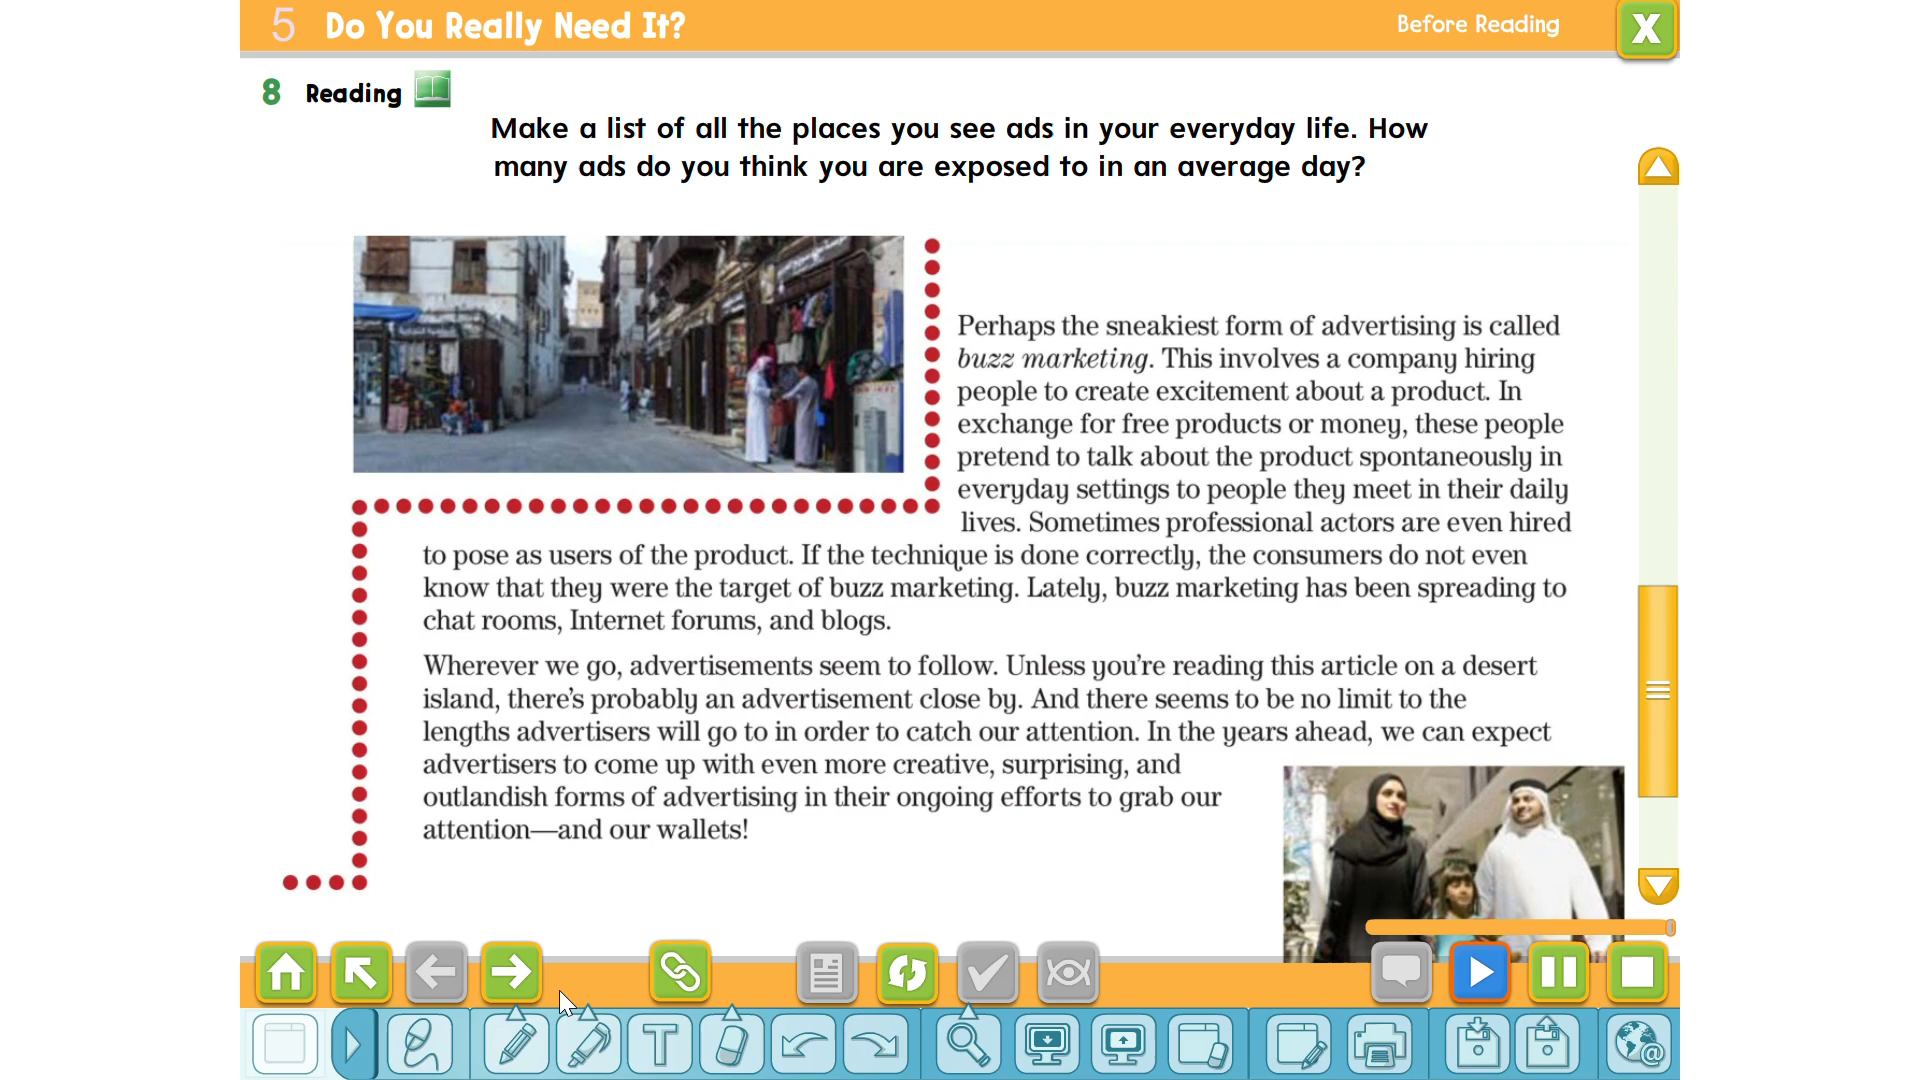 5 Do You Really Need It?
Before Reading
X
8 Reading
Make a list of all the places you see ads in your everyday life. How
many ads do you think you are exposed to in an average day?
Perhaps the sneakiest form of advertising is called
buzz marketing. This involves a company hiring
people to create excitement about a product. In
exchange for free products or money, these people
pretend to talk about the product spontaneously in
everyday settings to people they meet in their daily
lives. Sometimes professional actors are even hired
to pose as users of the product. If the technique is done correctly, the consumers do not even
know that they were the target of buzz marketing. Lately, buzz marketing has been spreading to
chat rooms, Internet forums, and blogs.
Wherever we go, advertisements seem to follow. Unless you’re reading this article on a desert
island, there’s probably an advertisement close by. And there seems to be no limit to the
lengths advertisers will go to in order to catch our attention. In the years ahead, we can expect
advertisers to come up with even more creative, surprising, and
outlandish forms of advertising in their ongoing efforts to grab our
attention—and our wallets!
T
@